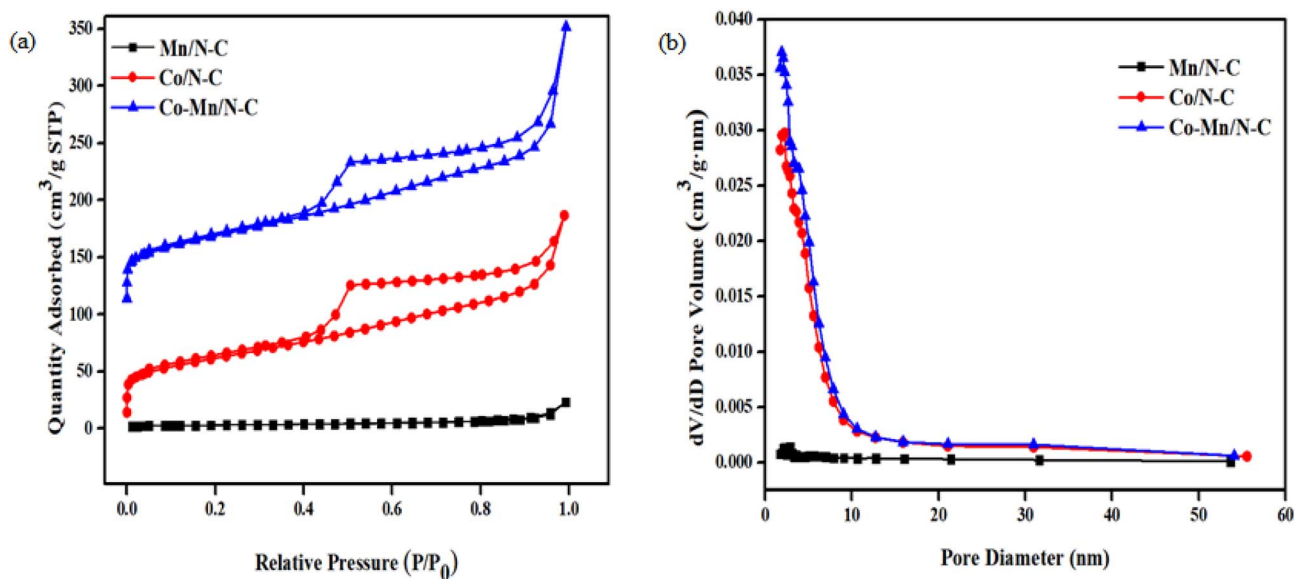 (a)
Mn/N-C
Co/N-C
Co-Mn/N-C
Quantity Adsorbed (cm³/g STP)
350
300
250
200
150
100
50
0
0.0 0.2 0.4 0.6 0.8 1.0
Relative Pressure (P/P₀)
(b)
Mn/N-C
Co/N-C
Co-Mn/N-C
dV/dD Pore Volume (cm³/g·nm)
0.040
0.035
0.030
0.025
0.020
0.015
0.010
0.005
0.000
0 10 20 30 40 50 60
Pore Diameter (nm)